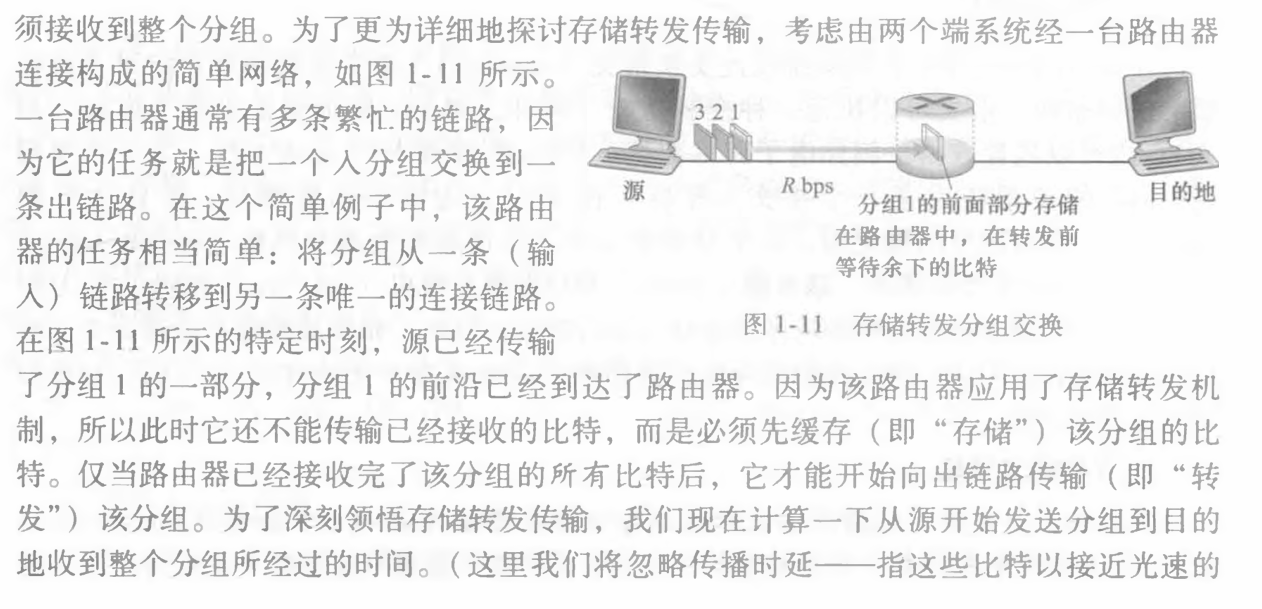 须接收到整个分组。为了更为详细地探讨存储转发传输，考虑由两个端系统经一台路由器
连接构成的简单网络，如图 1-11 所示。
一台路由器通常有多条繁忙的链路，因
为它的任务就是把一个入分组交换到一
条出链路。在这个简单例子中，该路由
器的任务相当简单：将分组从一条（输
入）链路转移到另一条唯一的连接链路。
在图 1-11 所示的特定时刻，源已经传输
3 2 1
源
R bps
目的地
分组1的前面部分存储
在路由器中，在转发前
等待余下的比特
图 1-11 存储转发分组交换
了分组 1 的一部分，分组 1 的前沿已经到达了路由器。因为该路由器应用了存储转发机
制，所以此时它还不能传输已经接收的比特，而是必须先缓存（即“存储”）该分组的比
特。仅当路由器已经接收完了该分组的所有比特后，它才能开始向出链路传输（即“转
发”）该分组。为了深刻领悟存储转发传输，我们现在计算一下从源开始发送分组到目的
地收到整个分组所经过的时间。（这里我们将忽略传播时延——指这些比特以接近光速的